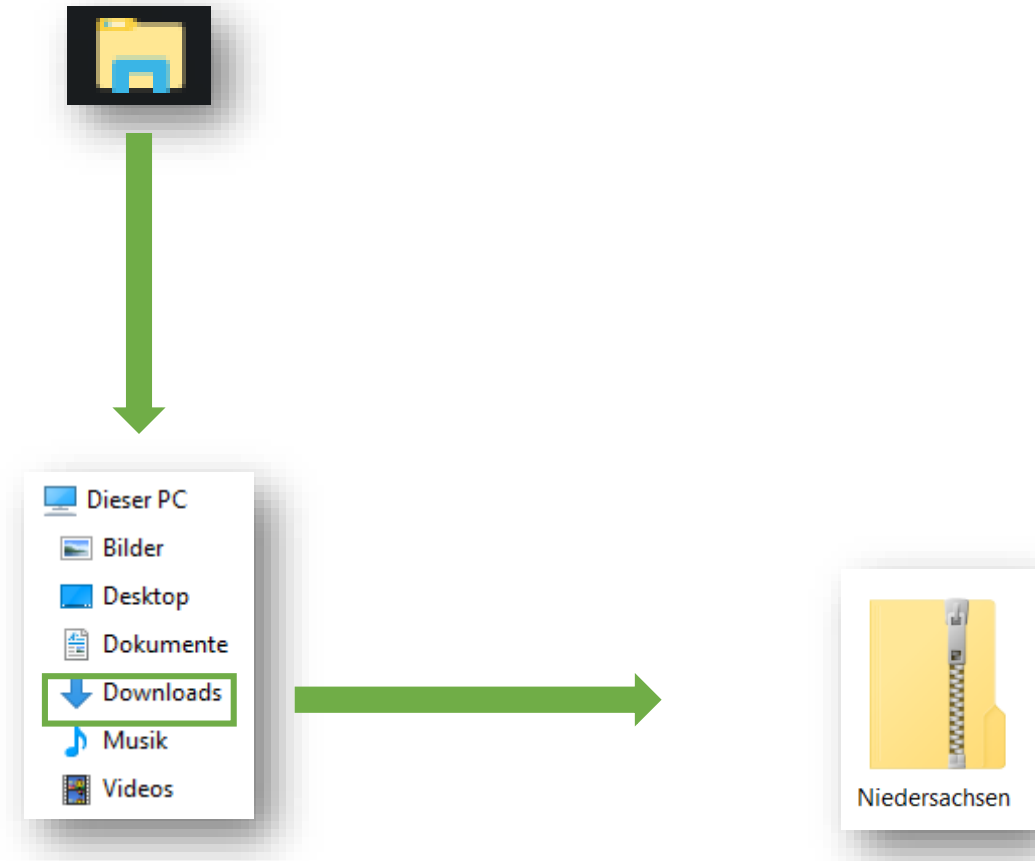 Dieser PC
Bilder
Desktop
Dokumente
Downloads
Musik
Videos
Niedersachsen